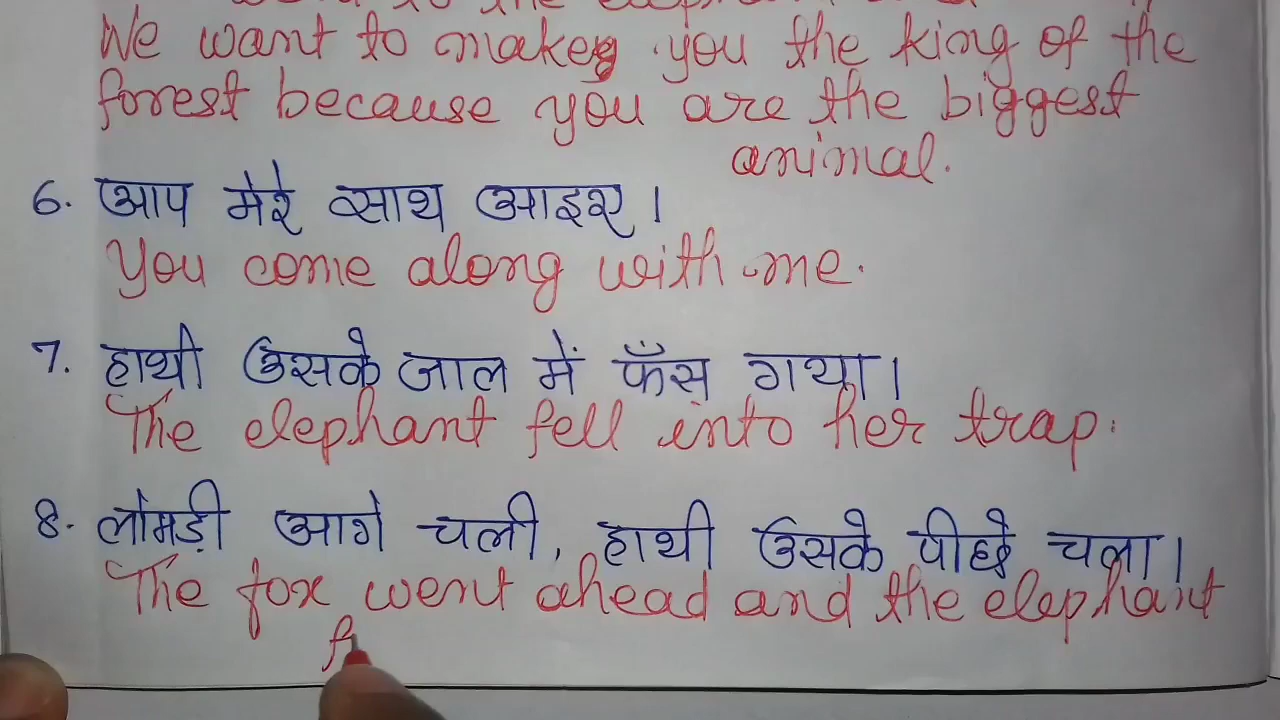 We want to make you the king of the
forest because you are the biggest
animal.
6. आप मेरे साथ आइए।
You come along with me.
7. हाथी उसके जाल में फँस गया।
The elephant fell into her trap.
8. लोमड़ी आगे चली, हाथी उसके पीछे चला।
The fox went ahead and the elephant
f